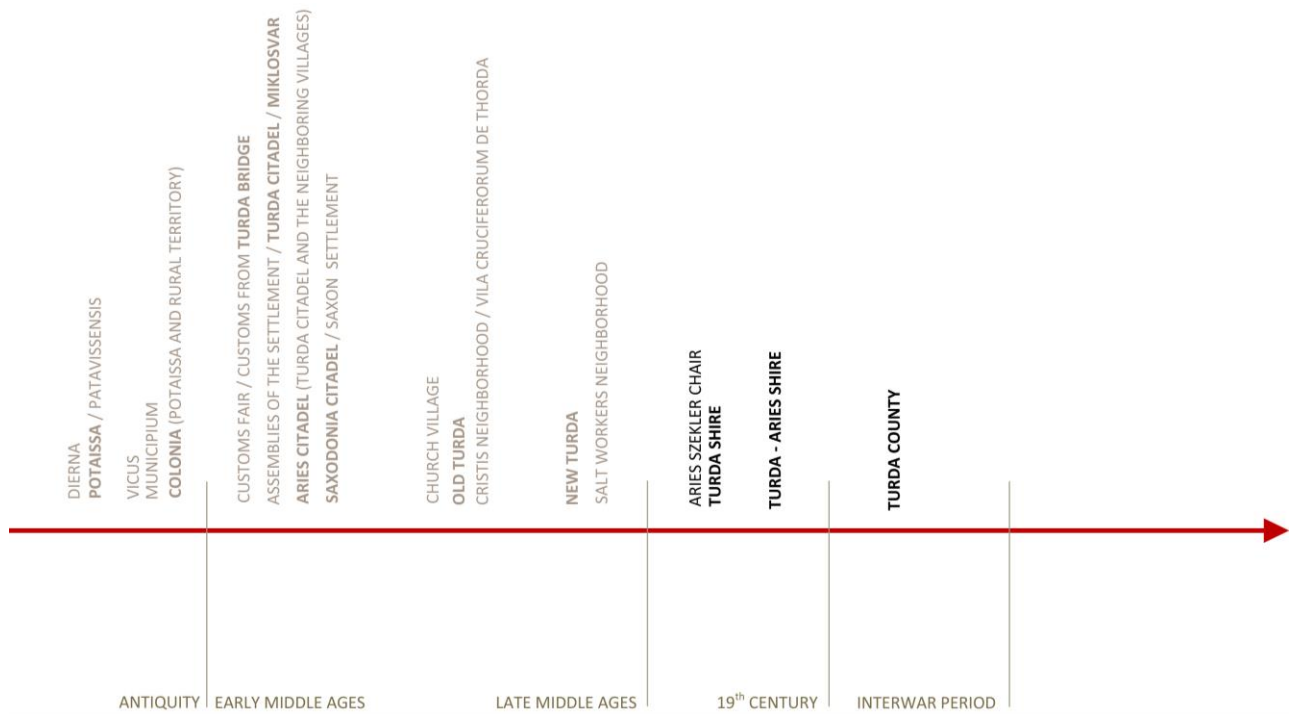 DIERNA
POTAISSA / PATAVISSENSIS
VICUS
MUNICIPIUM
COLONIA (POTAISSA AND RURAL TERRITORY)
CUSTOMS FAIR / CUSTOMS FROM TURDA BRIDGE
ASSEMBLIES OF THE SETTLEMENT / TURDA CITADEL / MIKLOSVAR
ARIES CITADEL (TURDA CITADEL AND THE NEIGHBORING VILLAGES)
SAXODONIA CITADEL / SAXON SETTLEMENT
CHURCH VILLAGE
OLD TURDA
CRISTIS NEIGHBORHOOD / VILA CRUCIFERORUM DE THORDA
NEW TURDA
SALT WORKERS NEIGHBORHOOD
ARIES SZEKLER CHAIR
TURDA SHIRE
TURDA - ARIES SHIRE
TURDA COUNTY
ANTIQUITY
EARLY MIDDLE AGES
LATE MIDDLE AGES
19th CENTURY
INTERWAR PERIOD